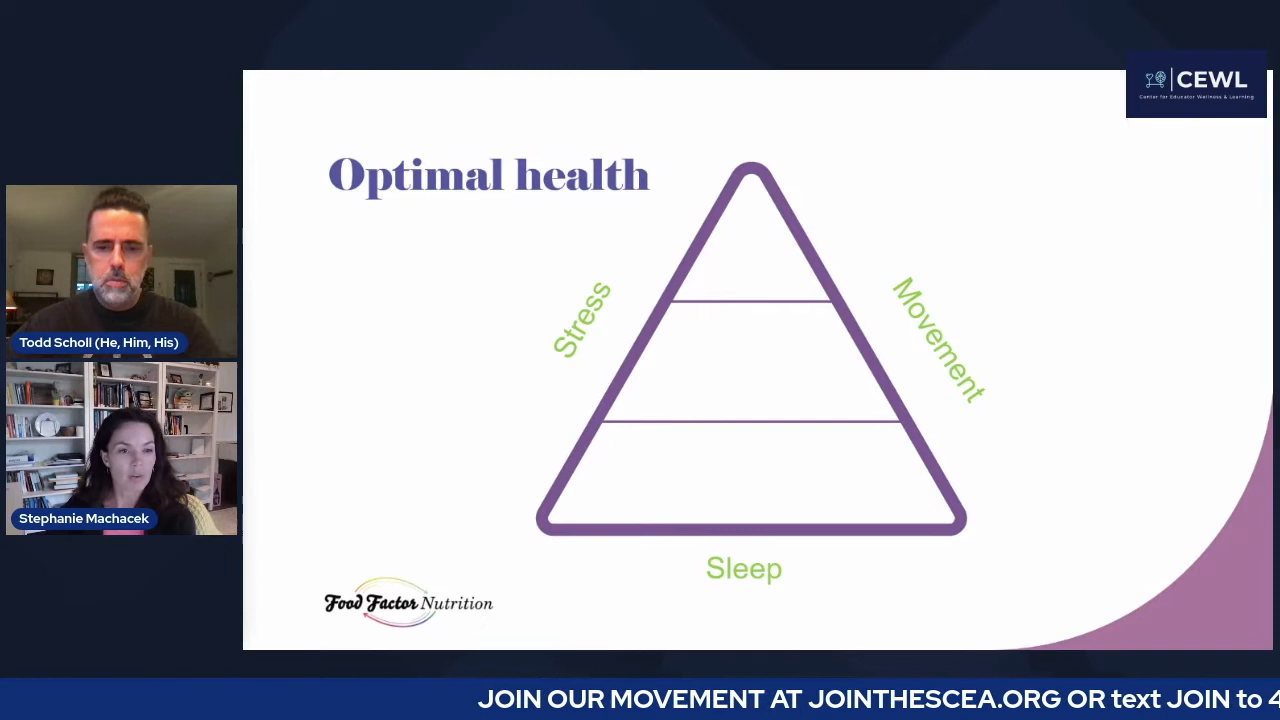 CEWL
Center for Educator Wellness & Learning
Optimal health
Stress
Movement
Sleep
Food Factor Nutrition
Todd Scholl (He, Him, His)
Stephanie Machacek
JOIN OUR MOVEMENT AT JOINTHESCEA.ORG OR text JOIN to 4